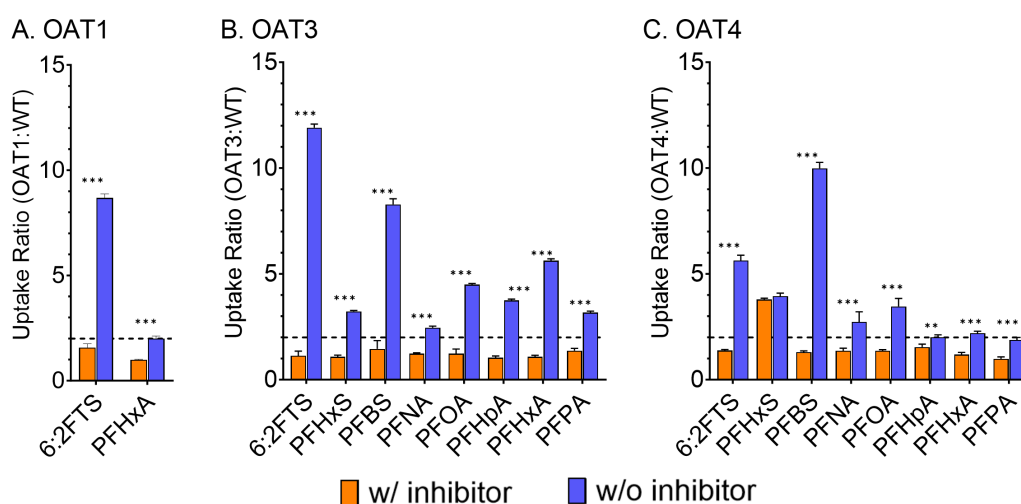 A. OAT1
B. OAT3
C. OAT4
Uptake Ratio (OAT1:WT)
15
10
5
0
***
***
6:2FTS
PFHxA
Uptake Ratio (OAT3:WT)
15
10
5
0
***
***
***
***
***
***
***
***
6:2FTS
PFHxS
PFBS
PFNA
PFOA
PFHpA
PFHxA
PFPA
Uptake Ratio (OAT4:WT)
15
10
5
0
***
***
***
***
**
***
***
6:2FTS
PFHxS
PFBS
PFNA
PFOA
PFHpA
PFHxA
PFPA
w/ inhibitor
w/o inhibitor